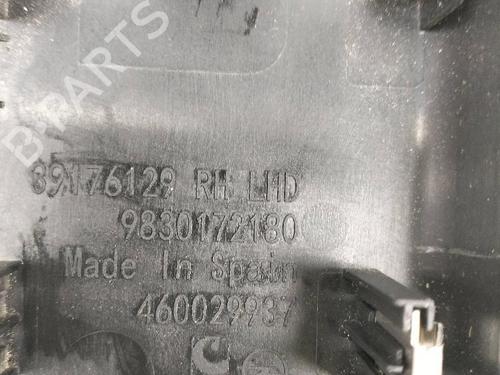 B-PARTS
39176129 RH LHD
9830172180
Made In Spain
460029937